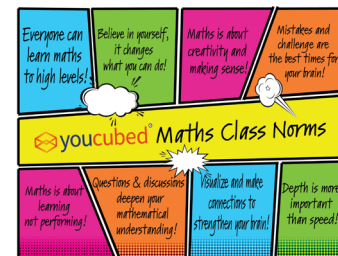 Everyone can
learn maths
to high levels!
Believe in yourself,
it changes
what you can do!
Maths is about
creativity and
making sense!
Mistakes and
challenge are
the best times for
your brain!
youcubed® Maths Class Norms
Maths is about
learning
not performing!
Questions & discussions
deepen your
mathematical
understanding!
Visualize and make
connections to
strengthen your brain!
Depth is more
important
than speed!